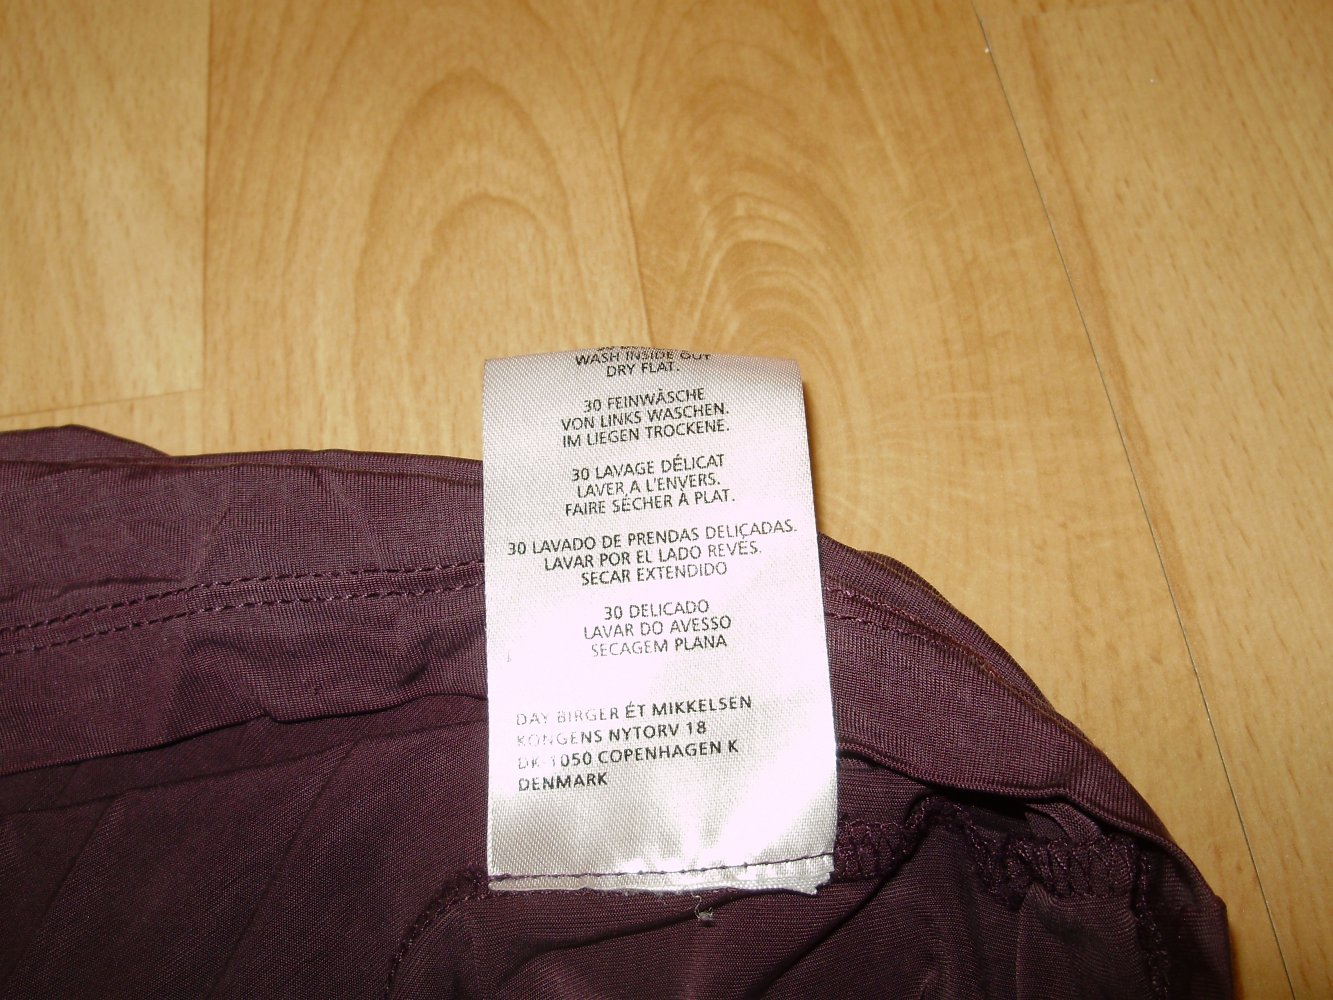 WASH INSIDE OUT
DRY FLAT.
30 FEINWÄSCHE
VON LINKS WASCHEN.
IM LIEGEN TROCKENE.
30 LAVAGE DÉLICAT
LAVER A L'ENVERS.
FAIRE SÉCHER À PLAT.
30 LAVADO DE PRENDAS DELIÇADAS.
LAVAR POR EL LADO REVÉS.
SECAR EXTENDIDO
30 DELICADO
LAVAR DO AVESSO
SECAGEM PLANA
DAY BIRGER ÉT MIKKELSEN
KONGENS NYTORV 18
DK-1050 COPENHAGEN K
DENMARK